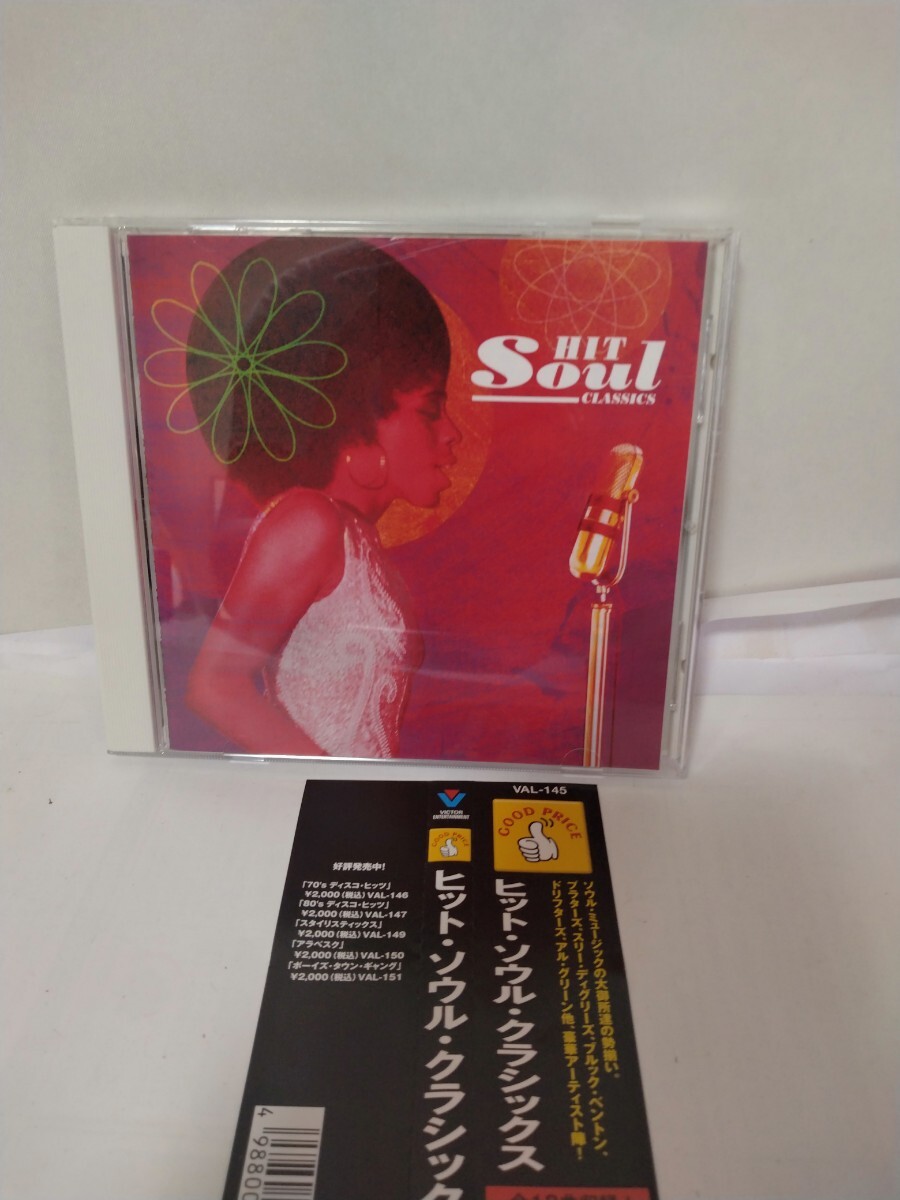 HIT
Soul
CLASSICS
VAL-145
GOOD PRICE
ヒット・ソウル・クラシックス
ソウル・ミュージックの大御所達の勢揃い。
プラターズ、スリー・ディグリーズ、ブルック・ベントン、
ドリフターズ、アル・グリーン他、豪華アーティスト陣!
VICTOR
ENTERTAINMENT
GOOD PRICE
ヒット・ソウル・クラシック
好評発売中!
「70'sディスコ・ヒッツ」
¥2,000(税込)VAL-146
「80'sディスコ・ヒッツ」
¥2,000(税込)VAL-147
「スタイリスティックス」
¥2,000(税込)VAL-149
「アラベスク」
¥2,000(税込)VAL-150
「ボーイズ・タウン・ギャング」
¥2,000(税込)VAL-151
4 9880